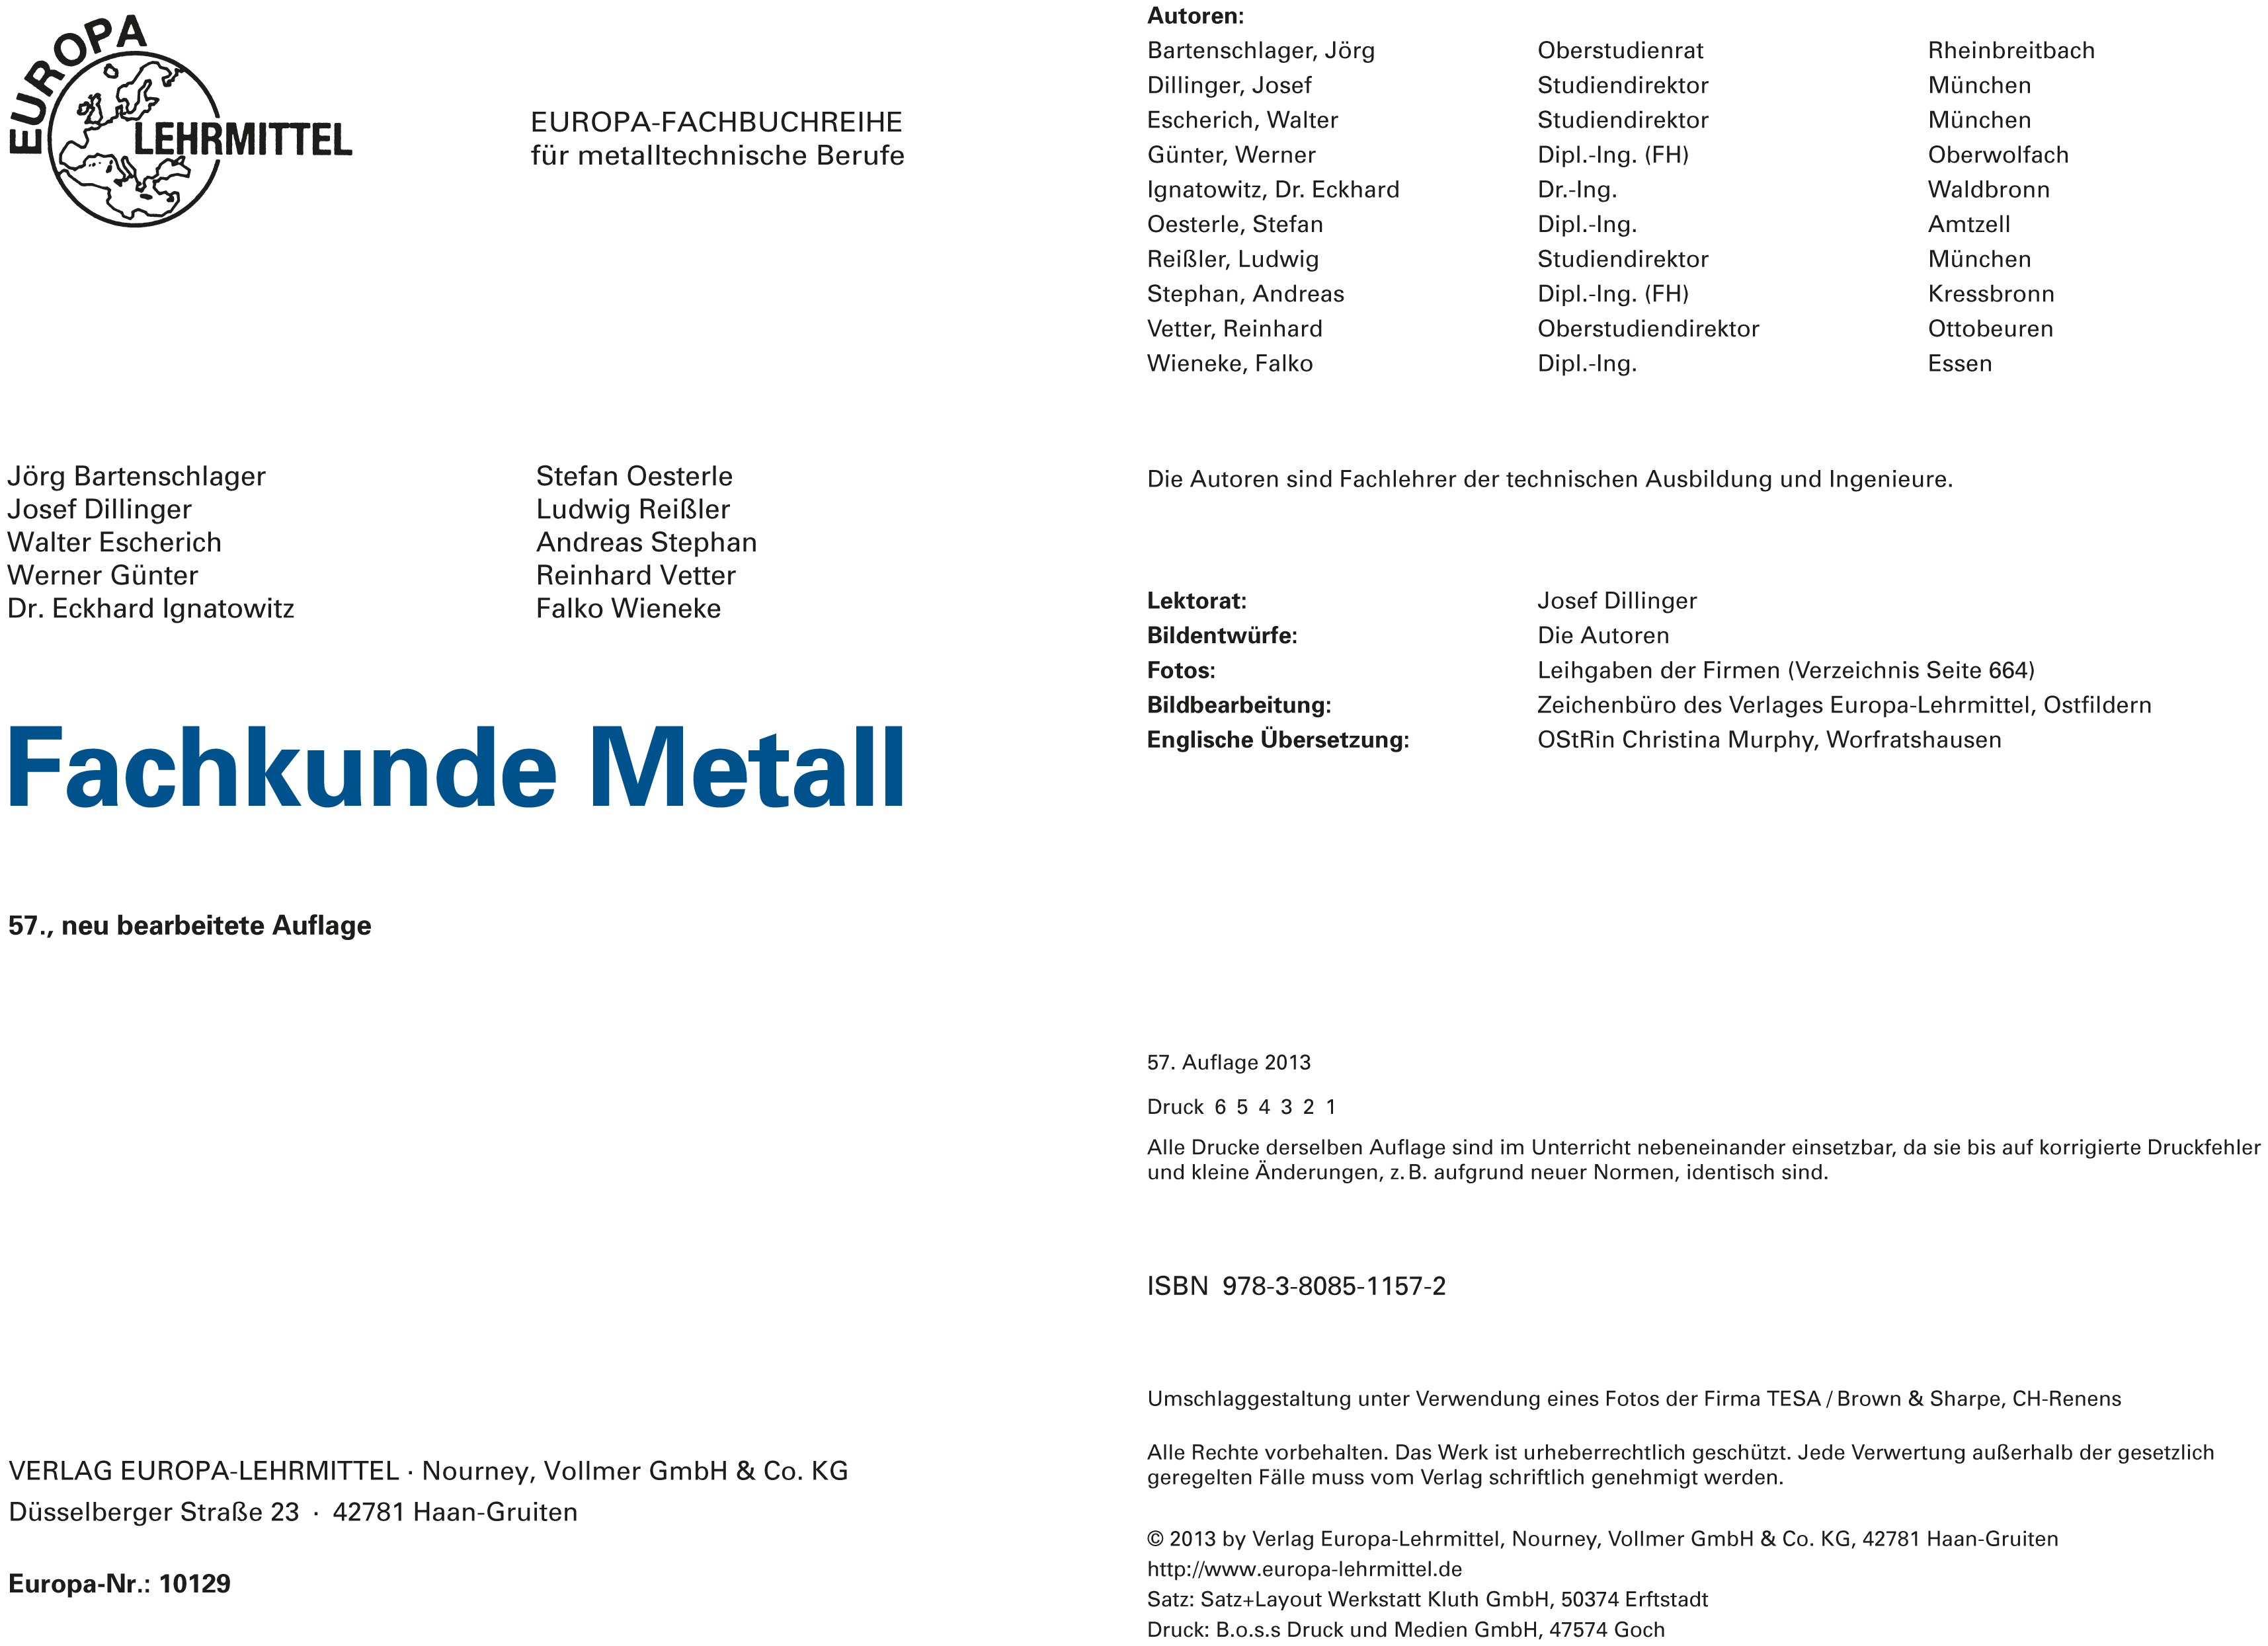 EUROPA
LEHRMITTEL
EUROPA-FACHBUCHREIHE
für metalltechnische Berufe
Jörg Bartenschlager
Josef Dillinger
Walter Escherich
Werner Günter
Dr. Eckhard Ignatowitz
Stefan Oesterle
Ludwig Reißler
Andreas Stephan
Reinhard Vetter
Falko Wieneke
Fachkunde Metall
57., neu bearbeitete Auflage
VERLAG EUROPA-LEHRMITTEL · Nourney, Vollmer GmbH & Co. KG
Düsselberger Straße 23 · 42781 Haan-Gruiten
Europa-Nr.: 10129
Autoren:
Bartenschlager, Jörg Oberstudienrat Rheinbreitbach
Dillinger, Josef Studiendirektor München
Escherich, Walter Studiendirektor München
Günter, Werner Dipl.-Ing. (FH) Oberwolfach
Ignatowitz, Dr. Eckhard Dr.-Ing. Waldbronn
Oesterle, Stefan Dipl.-Ing. Amtzell
Reißler, Ludwig Studiendirektor München
Stephan, Andreas Dipl.-Ing. (FH) Kressbronn
Vetter, Reinhard Oberstudiendirektor Ottobeuren
Wieneke, Falko Dipl.-Ing. Essen
Die Autoren sind Fachlehrer der technischen Ausbildung und Ingenieure.
Lektorat: Josef Dillinger
Bildentwürfe: Die Autoren
Fotos: Leihgaben der Firmen (Verzeichnis Seite 664)
Bildbearbeitung: Zeichenbüro des Verlages Europa-Lehrmittel, Ostfildern
Englische Übersetzung: OStRin Christina Murphy, Worfratshausen
57. Auflage 2013
Druck 6 5 4 3 2 1
Alle Drucke derselben Auflage sind im Unterricht nebeneinander einsetzbar, da sie bis auf korrigierte Druckfehler
und kleine Änderungen, z. B. aufgrund neuer Normen, identisch sind.
ISBN 978-3-8085-1157-2
Umschlaggestaltung unter Verwendung eines Fotos der Firma TESA / Brown & Sharpe, CH-Renens
Alle Rechte vorbehalten. Das Werk ist urheberrechtlich geschützt. Jede Verwertung außerhalb der gesetzlich
geregelten Fälle muss vom Verlag schriftlich genehmigt werden.
© 2013 by Verlag Europa-Lehrmittel, Nourney, Vollmer GmbH & Co. KG, 42781 Haan-Gruiten
http://www.europa-lehrmittel.de
Satz: Satz+Layout Werkstatt Kluth GmbH, 50374 Erftstadt
Druck: B.o.s.s Druck und Medien GmbH, 47574 Goch